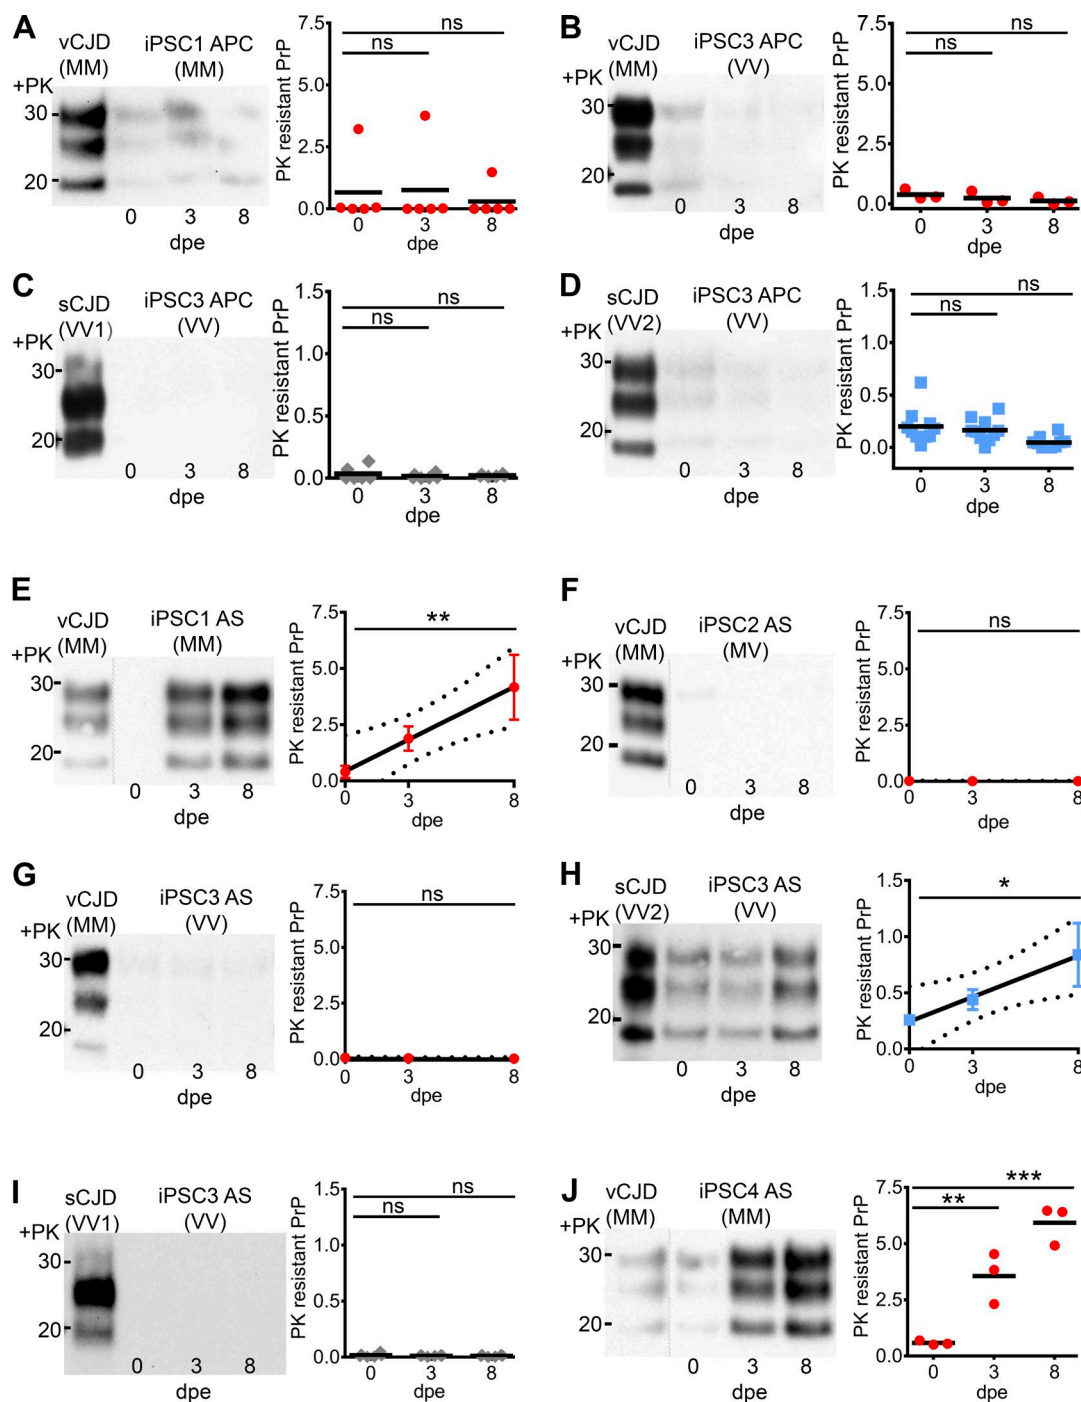 A
vCJD
(MM)
iPSC1 APC
(MM)
+PK
30
20
0 3 8
dpe
PK resistant PrP
7.5
5.0
2.5
0.0
ns
ns
0 3 8
dpe
B
vCJD
(MM)
iPSC3 APC
(VV)
+PK
30
20
0 3 8
dpe
PK resistant PrP
7.5
5.0
2.5
0.0
ns
ns
0 3 8
dpe
C
sCJD
(VV1)
iPSC3 APC
(VV)
+PK
30
20
0 3 8
dpe
PK resistant PrP
1.5
1.0
0.5
0.0
ns
ns
0 3 8
dpe
D
sCJD
(VV2)
iPSC3 APC
(VV)
+PK
30
20
0 3 8
dpe
PK resistant PrP
1.5
1.0
0.5
0.0
ns
ns
0 3 8
dpe
E
vCJD
(MM)
iPSC1 AS
(MM)
+PK
30
20
0 3 8
dpe
PK resistant PrP
7.5
5.0
2.5
0.0
**
0 3 8
dpe
F
vCJD
(MM)
iPSC2 AS
(MV)
+PK
30
20
0 3 8
dpe
PK resistant PrP
7.5
5.0
2.5
0.0
ns
0 3 8
dpe
G
vCJD
(MM)
iPSC3 AS
(VV)
+PK
30
20
0 3 8
dpe
PK resistant PrP
7.5
5.0
2.5
0.0
ns
0 3 8
dpe
H
sCJD
(VV2)
iPSC3 AS
(VV)
+PK
30
20
0 3 8
dpe
PK resistant PrP
1.5
1.0
0.5
0.0
*
0 3 8
dpe
I
sCJD
(VV1)
iPSC3 AS
(VV)
+PK
30
20
0 3 8
dpe
PK resistant PrP
1.5
1.0
0.5
0.0
ns
ns
0 3 8
dpe
J
vCJD
(MM)
iPSC4 AS
(MM)
+PK
30
20
0 3 8
dpe
PK resistant PrP
7.5
5.0
2.5
0.0
***
**
0 3 8
dpe